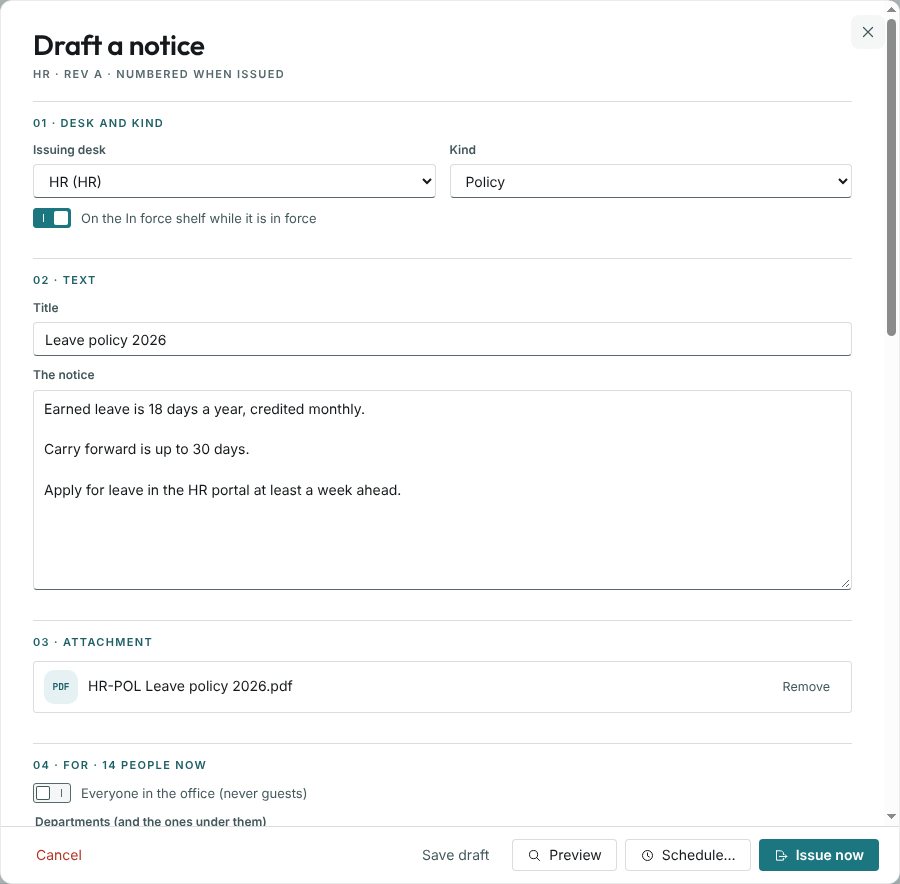 Draft a notice
HR · REV A · NUMBERED WHEN ISSUED
01 · DESK AND KIND
Issuing desk
Kind
HR (HR)
Policy
On the In force shelf while it is in force
02 · TEXT
Title
Leave policy 2026
The notice
Earned leave is 18 days a year, credited monthly.
Carry forward is up to 30 days.
Apply for leave in the HR portal at least a week ahead.
03 · ATTACHMENT
PDF
HR-POL Leave policy 2026.pdf
Remove
04 · FOR · 14 PEOPLE NOW
Everyone in the office (never guests)
Departments (and the ones under them)
Cancel
Save draft
Preview
Schedule...
Issue now